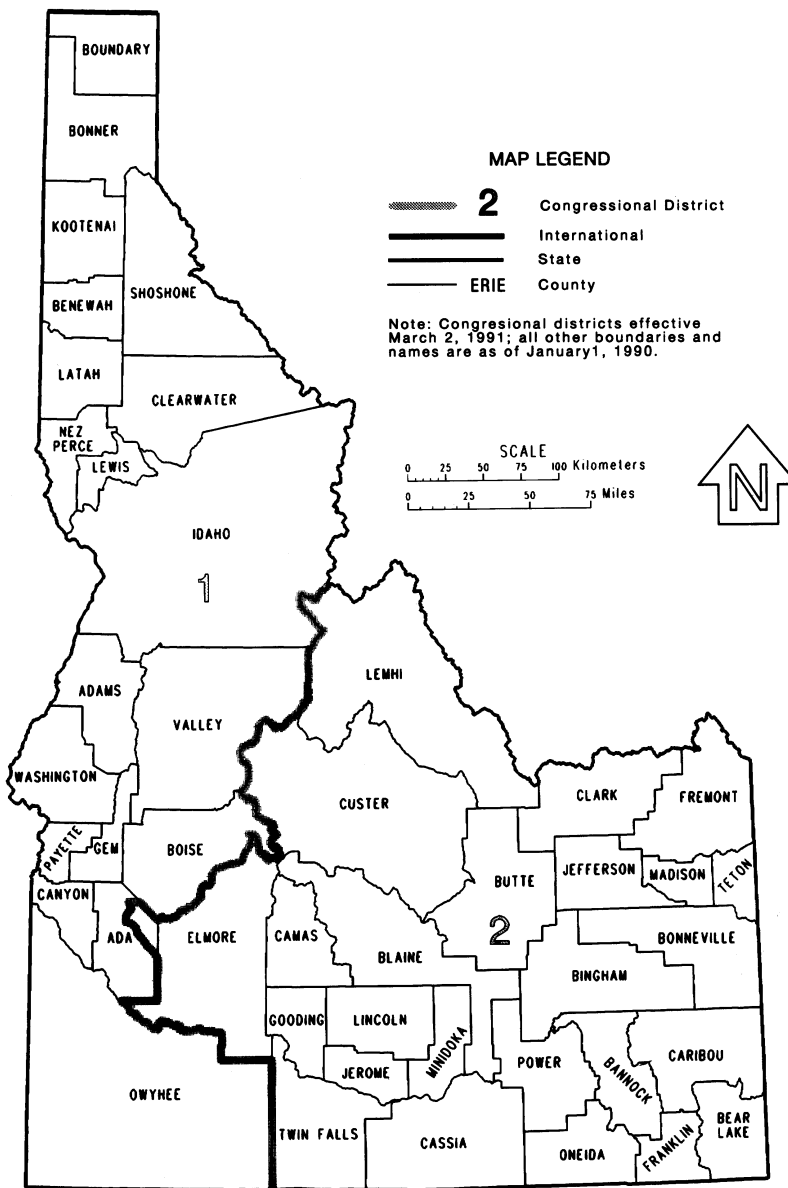 BOUNDARY
BONNER
MAP LEGEND
2 Congressional District
International
State
ERIE County
Note: Congresional districts effective
March 2, 1991; all other boundaries and
names are as of January1, 1990.
KOOTENAI
SHOSHONE
BENEWAH
LATAH
CLEARWATER
NEZ
PERCE
LEWIS
SCALE
0 25 50 75 100 Kilometers
0 25 50 75 Miles
N
IDAHO
1
LEMHI
ADAMS
VALLEY
WASHINGTON
CUSTER
CLARK
FREMONT
PAYETTE
GEM
BOISE
BUTTE
JEFFERSON
MADISON
TETON
CANYON
2
ADA
ELMORE
CAMAS
BLAINE
BONNEVILLE
BINGHAM
GOODING
LINCOLN
MINIDOKA
JEROME
POWER
BANNOCK
CARIBOU
OWYHEE
TWIN FALLS
CASSIA
ONEIDA
FRANKLIN
BEAR
LAKE